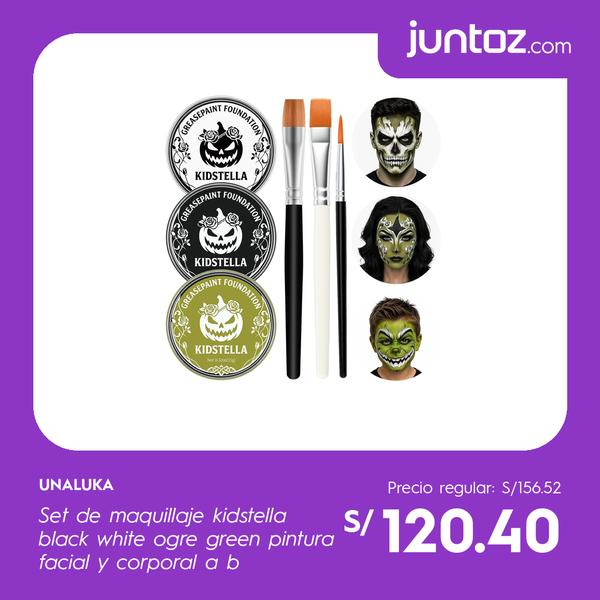 juntoz.com
GREASEPAINT FOUNDATION
KIDSTELLA
GREASEPAINT FOUNDATION
KIDSTELLA
GREASEPAINT FOUNDATION
KIDSTELLA
UNALUKA
Set de maquillaje kidstella
black white ogre green pintura
facial y corporal a b
Precio regular: S/156.52
S/120.40